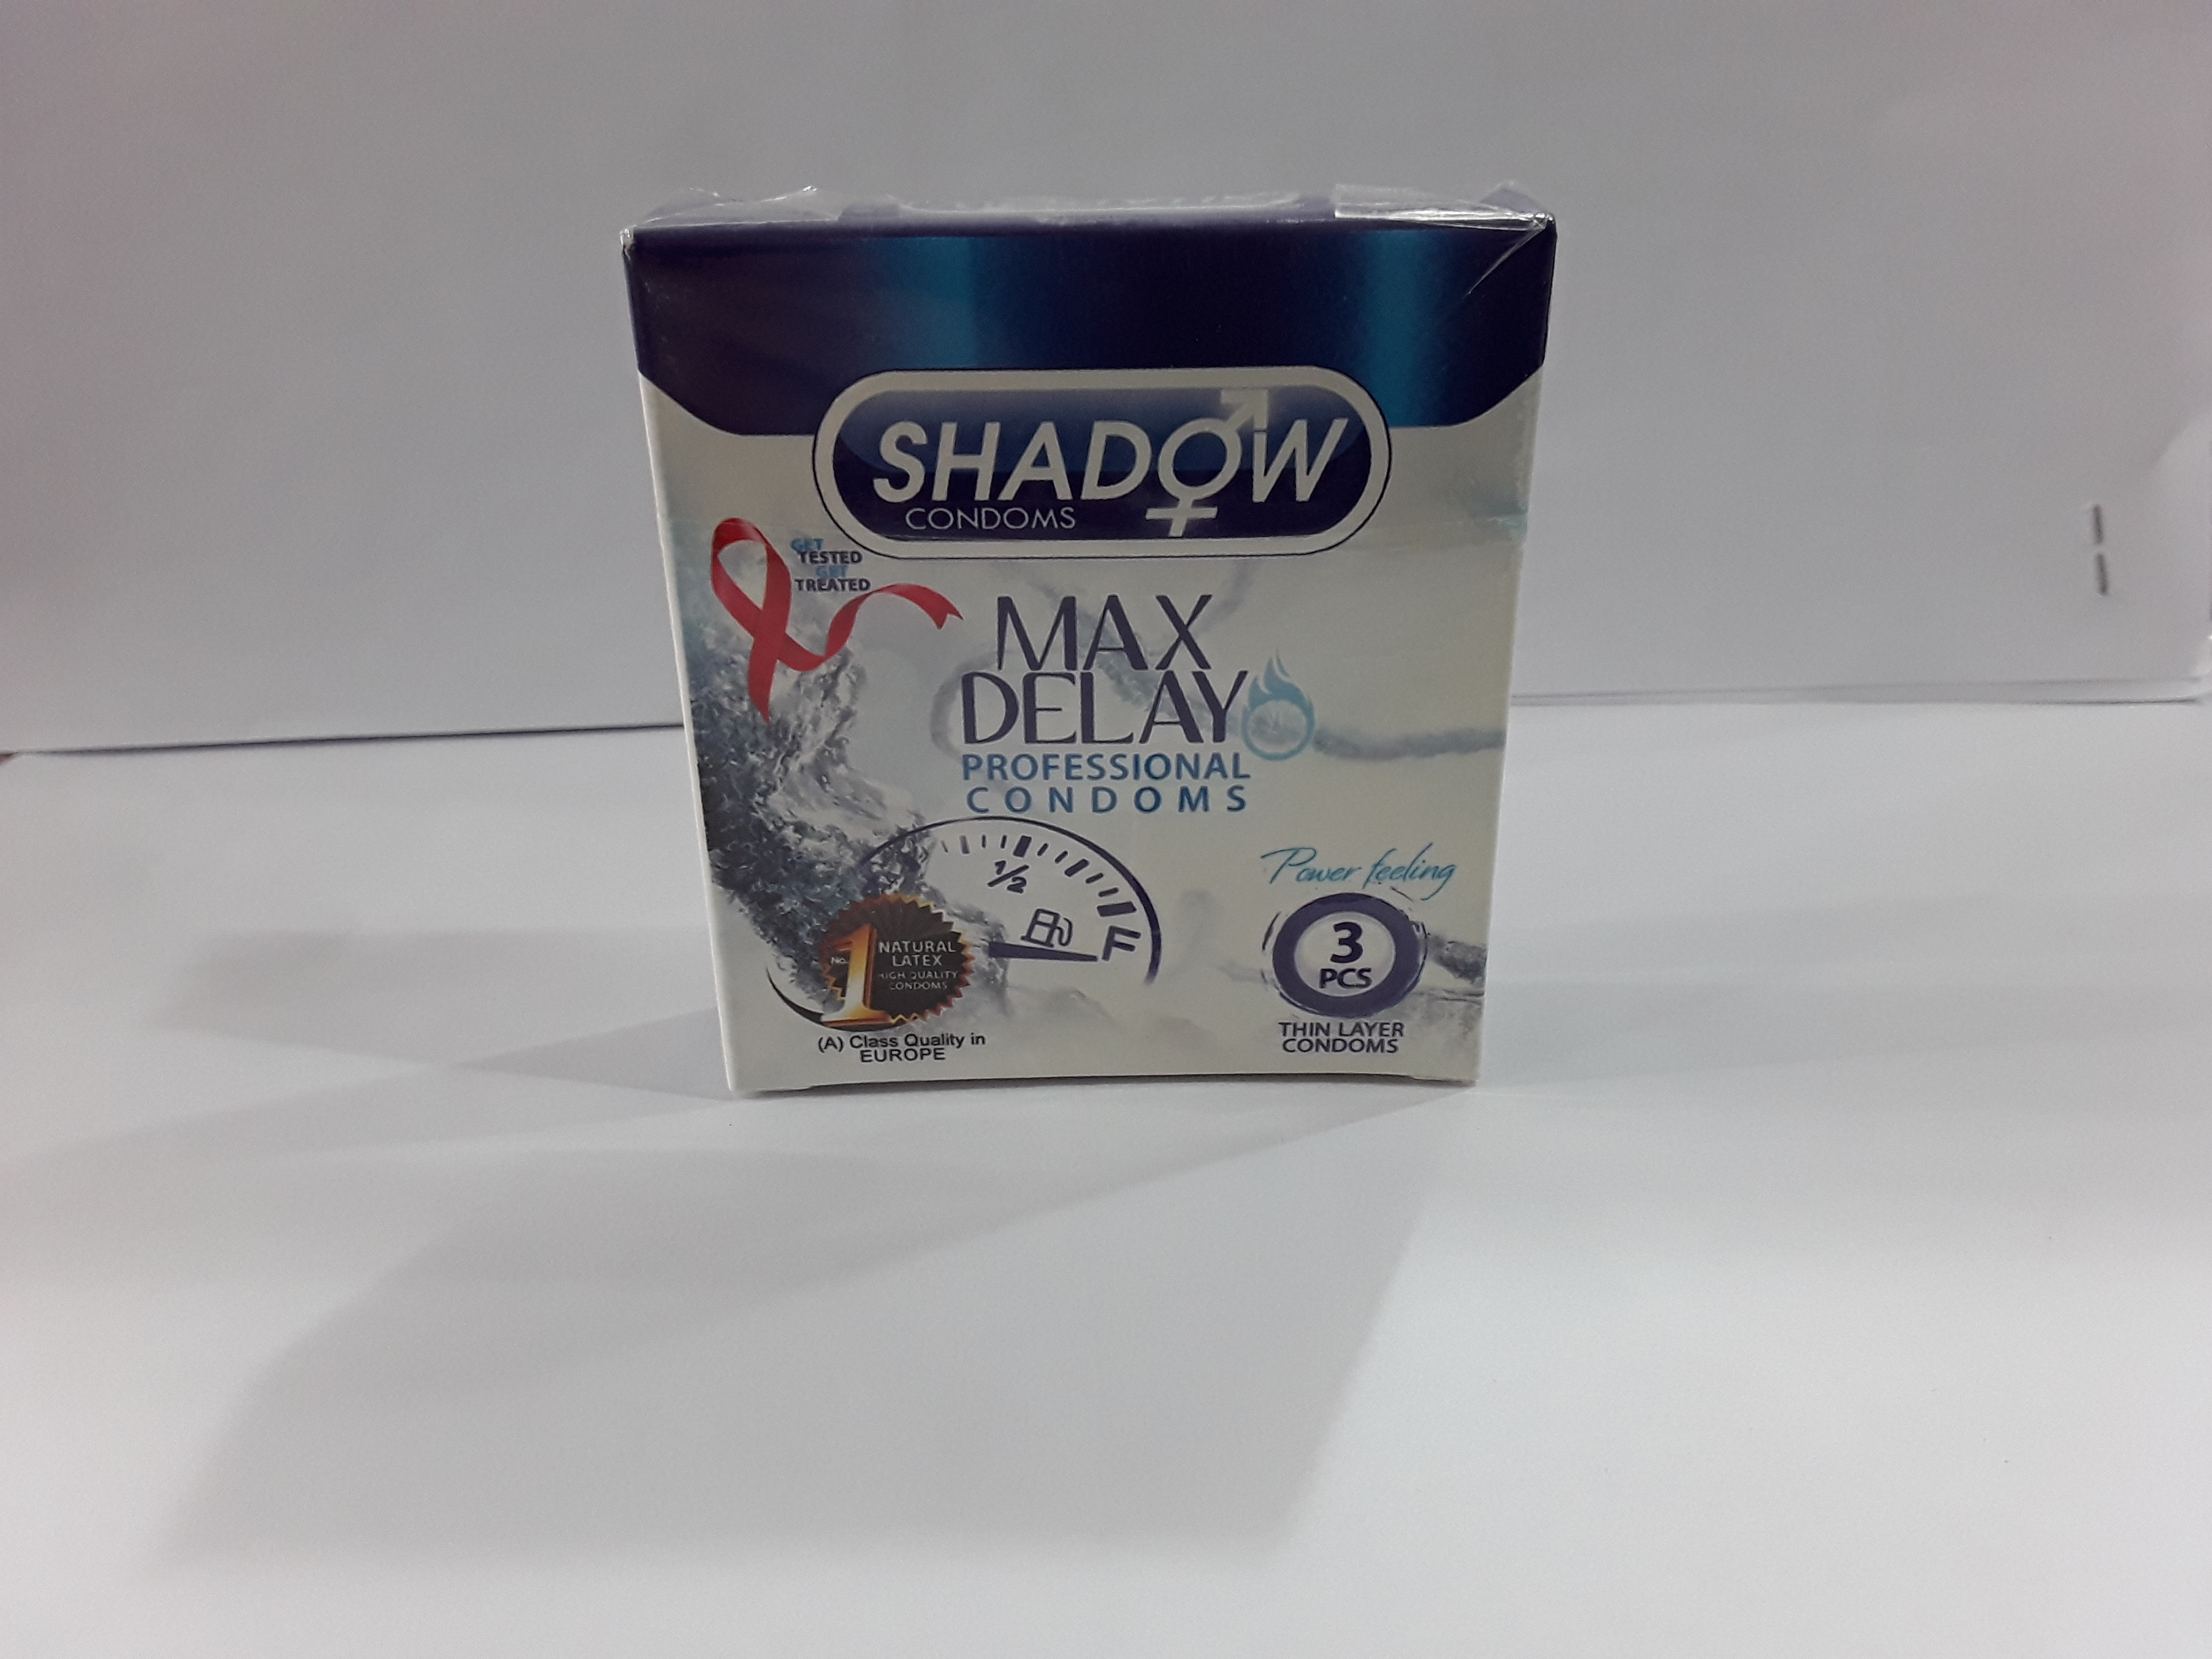 SHADOW
CONDOMS
GET
TESTED
GET
TREATED
MAX
DELAY
PROFESSIONAL
CONDOMS
1/2
F
Power feeling
No. 1
NATURAL
LATEX
HIGH QUALITY
CONDOMS
3
PCS
(A) Class Quality in
EUROPE
THIN LAYER
CONDOMS